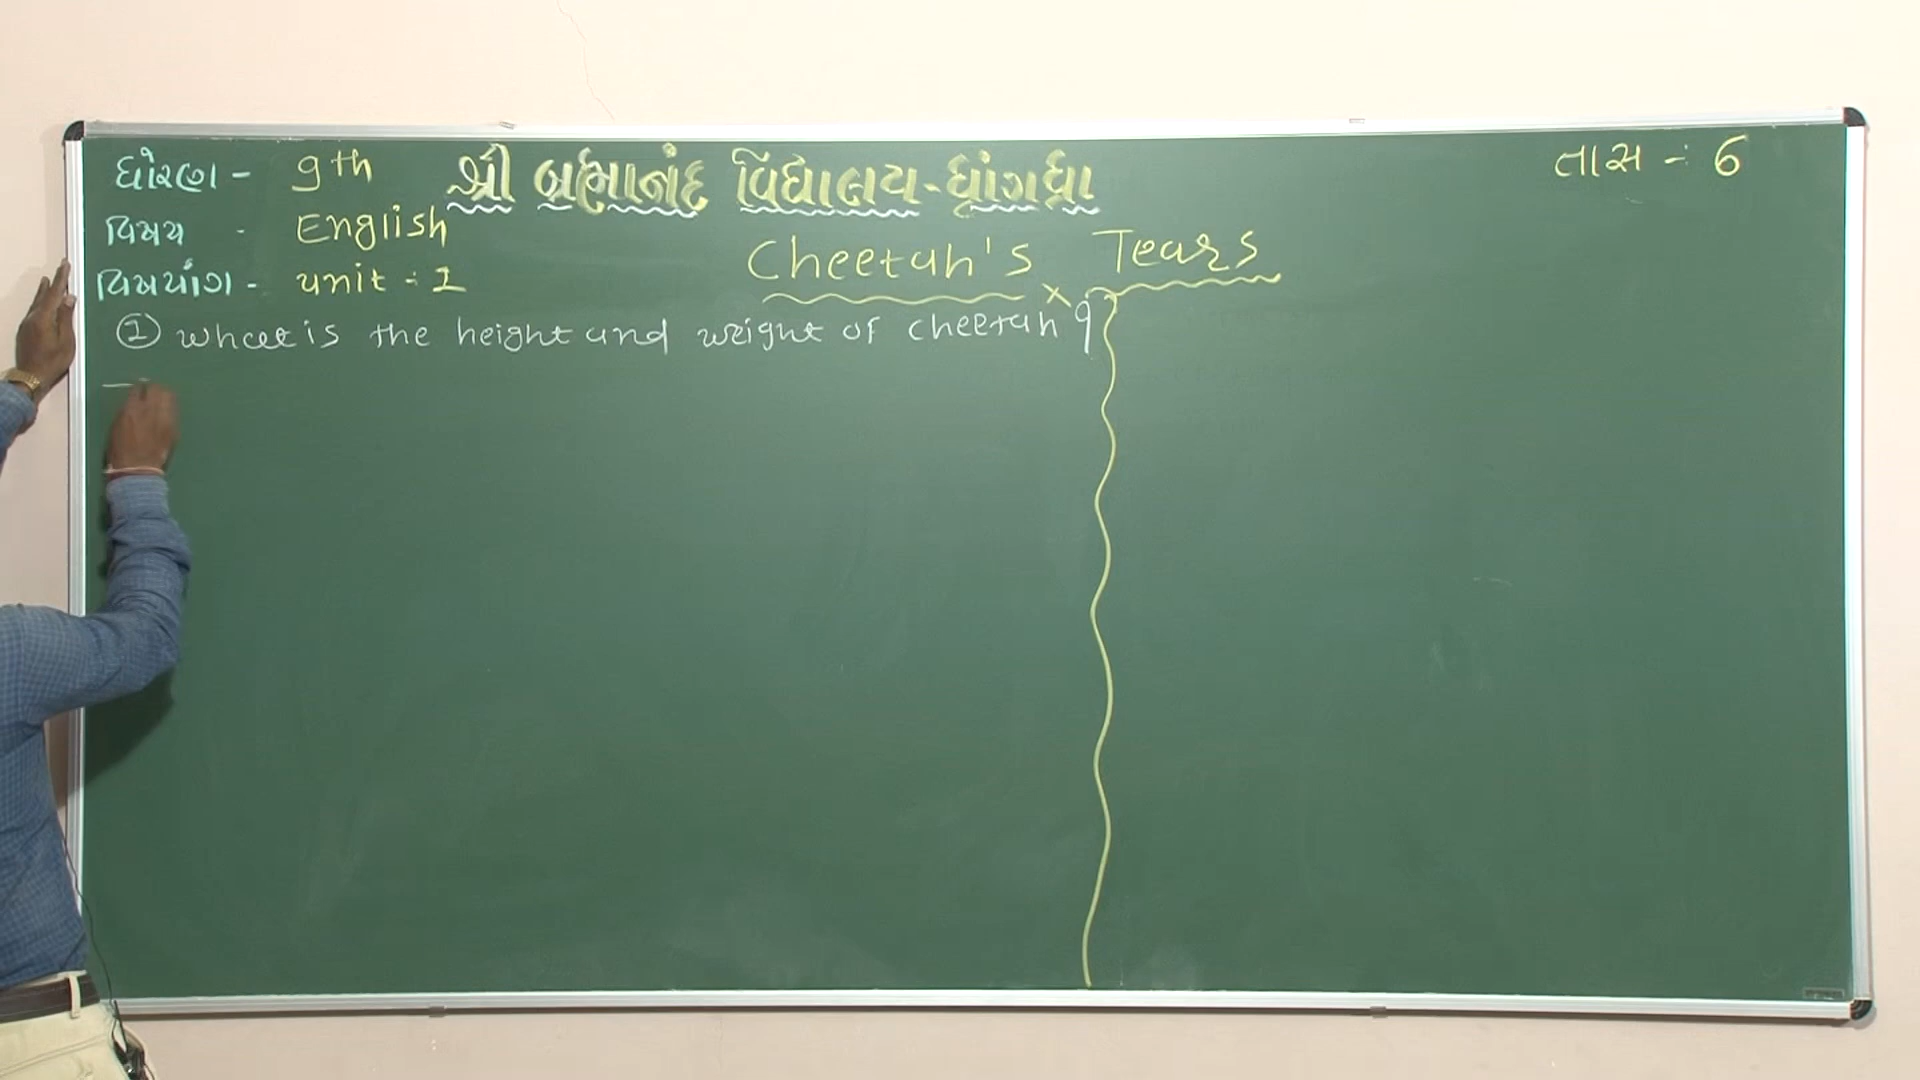 ધોરણ - 9th
શ્રી બ્રહ્માનંદ વિદ્યાલય - ધ્રાંગધ્રા
તાસ - 6
વિષય - English
Cheetah's Tears
વિષયાંગ - unit : 1
① What is the height and weight of cheetah ?